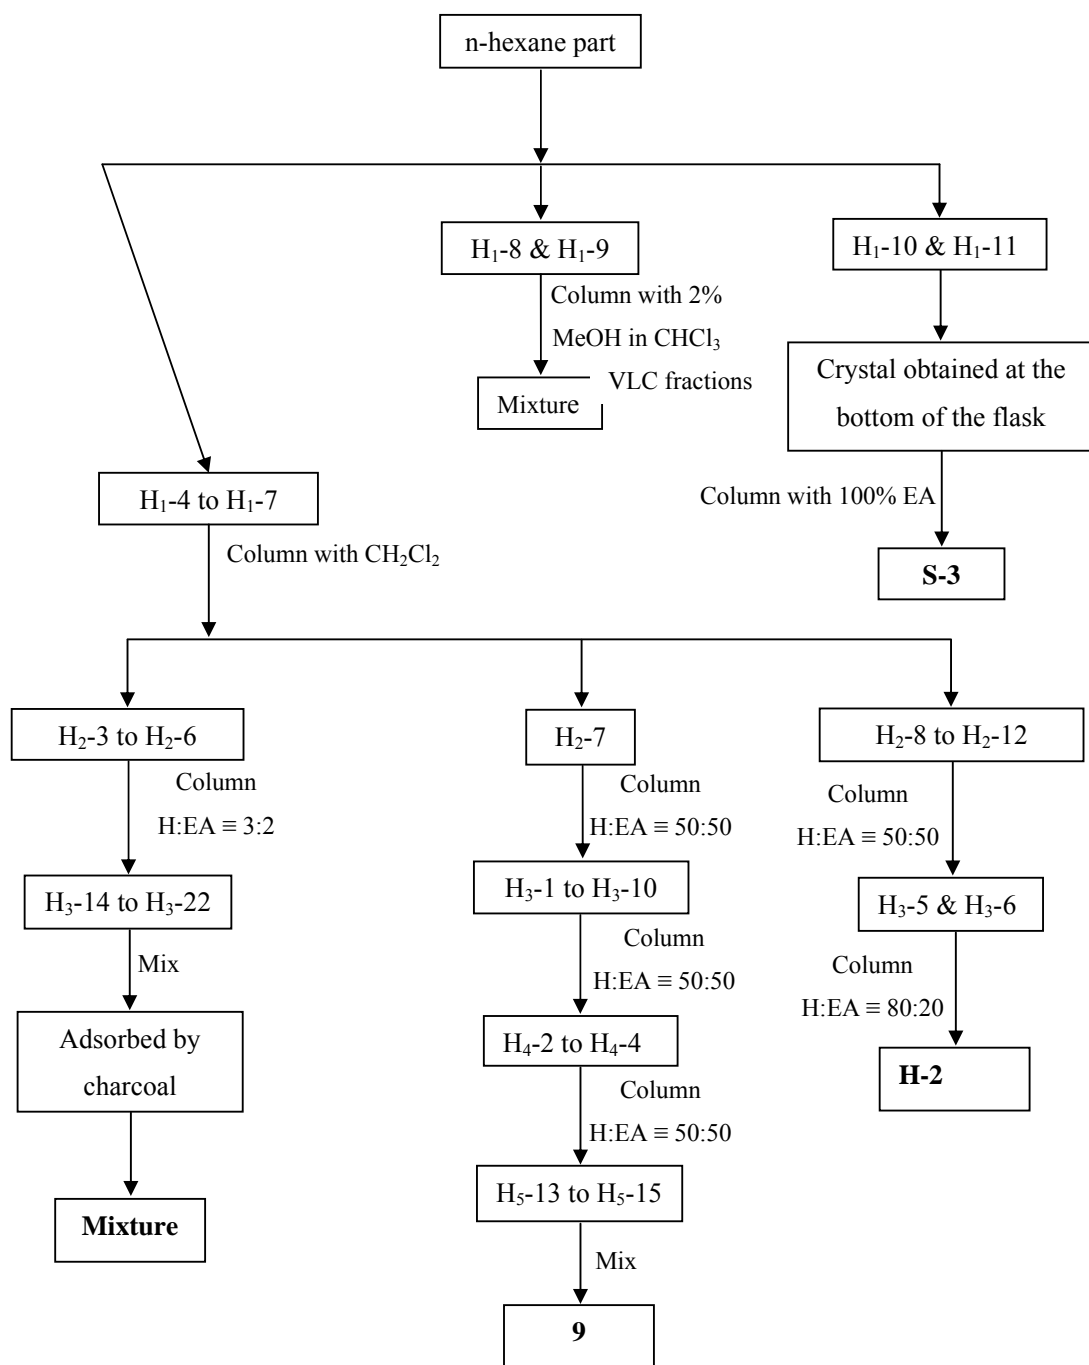 n-hexane part
H₁-8 & H₁-9
H₁-10 & H₁-11
Column with 2%
MeOH in CHCl₃
VLC fractions
Mixture
Crystal obtained at the
bottom of the flask
H₁-4 to H₁-7
Column with 100% EA
Column with CH₂Cl₂
S-3
H₂-3 to H₂-6
H₂-7
H₂-8 to H₂-12
Column
H:EA ≡ 3:2
Column
H:EA ≡ 50:50
Column
H:EA ≡ 50:50
H₃-14 to H₃-22
H₃-1 to H₃-10
H₃-5 & H₃-6
Mix
Column
H:EA ≡ 50:50
Column
H:EA ≡ 80:20
Adsorbed by
charcoal
H₄-2 to H₄-4
H-2
Column
H:EA ≡ 50:50
Mixture
H₅-13 to H₅-15
Mix
9